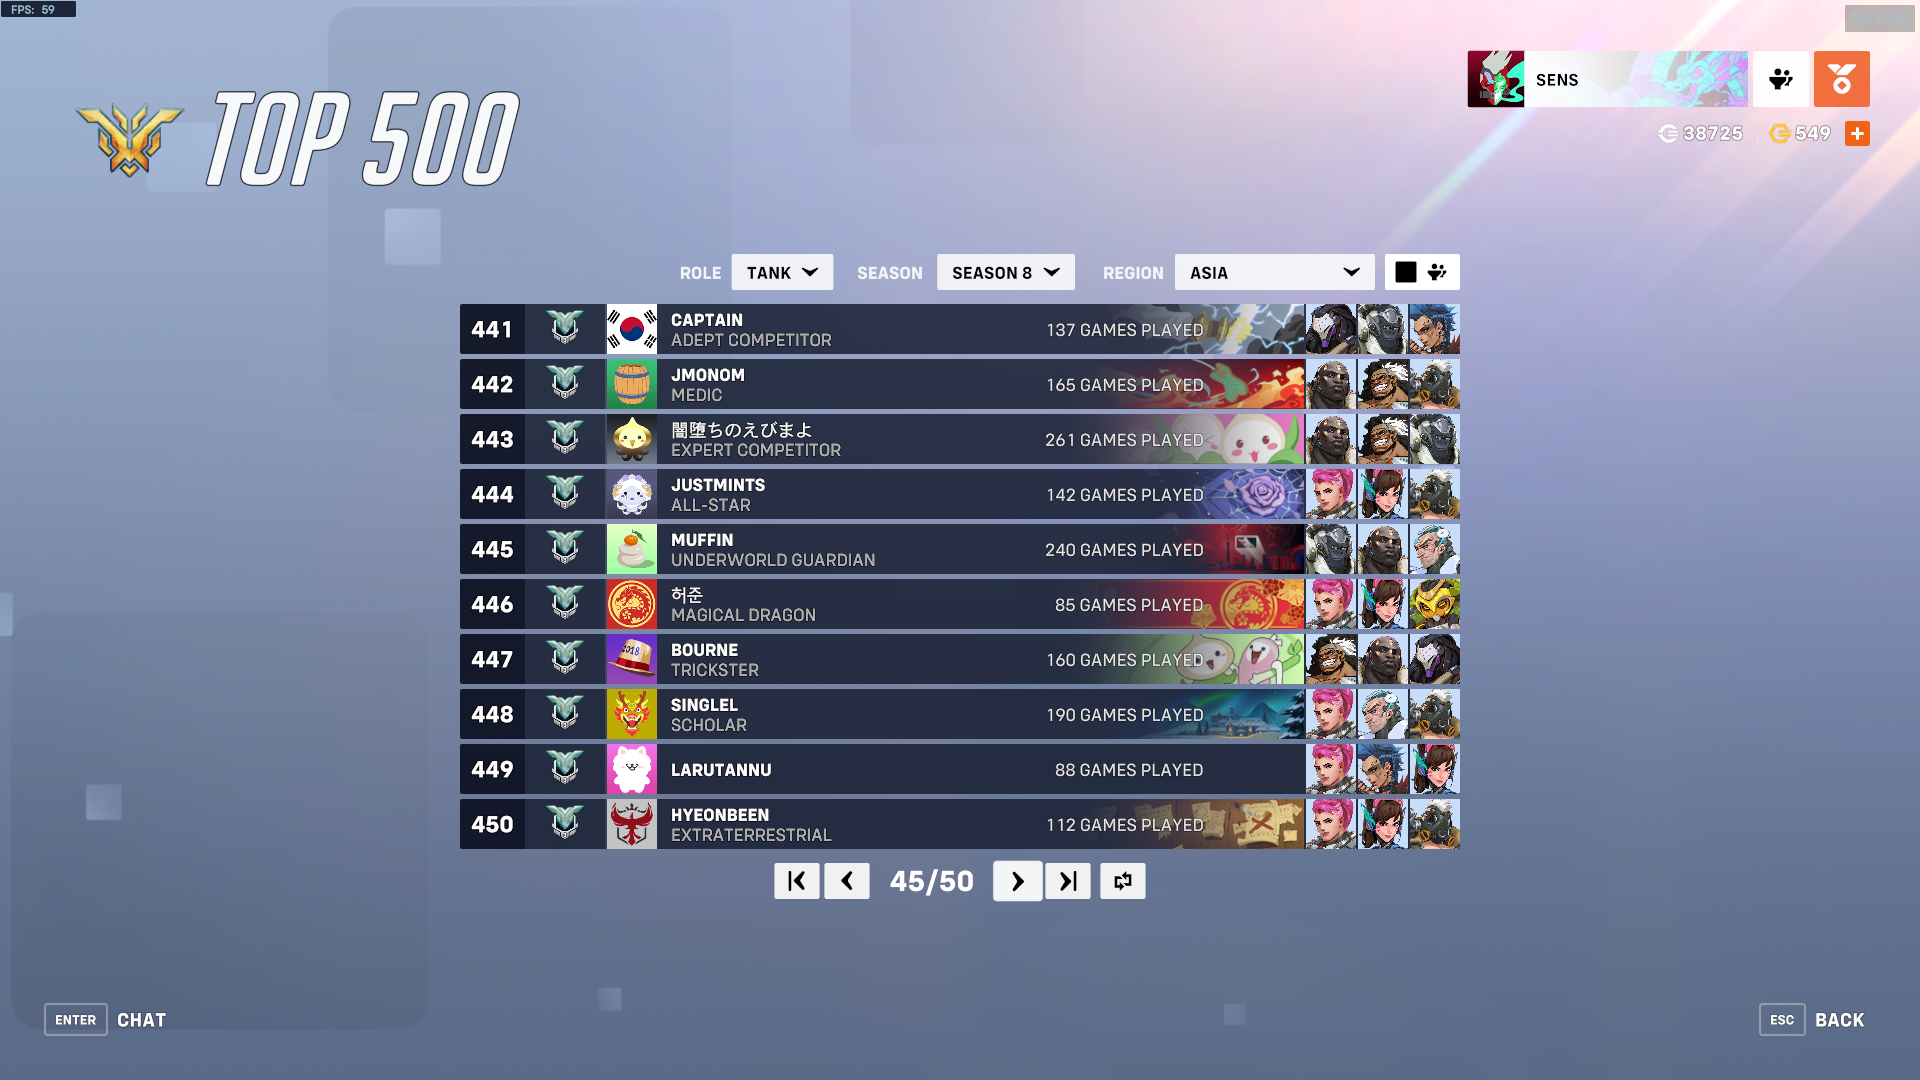 FPS: 59
SENS
38725
549
TOP 500
ROLE TANK SEASON SEASON 8 REGION ASIA
441 CAPTAIN 137 GAMES PLAYED
ADEPT COMPETITOR
442 JMONOM 165 GAMES PLAYED
MEDIC
443 闇堕ちのえびまよ 261 GAMES PLAYED
EXPERT COMPETITOR
444 JUSTMINTS 142 GAMES PLAYED
ALL-STAR
445 MUFFIN 240 GAMES PLAYED
UNDERWORLD GUARDIAN
446 허준 85 GAMES PLAYED
MAGICAL DRAGON
2018
447 BOURNE 160 GAMES PLAYED
TRICKSTER
448 SINGLEL 190 GAMES PLAYED
SCHOLAR
449 LARUTANNU 88 GAMES PLAYED
450 HYEONBEEN 112 GAMES PLAYED
EXTRATERRESTRIAL
45/50
ENTER CHAT
ESC BACK